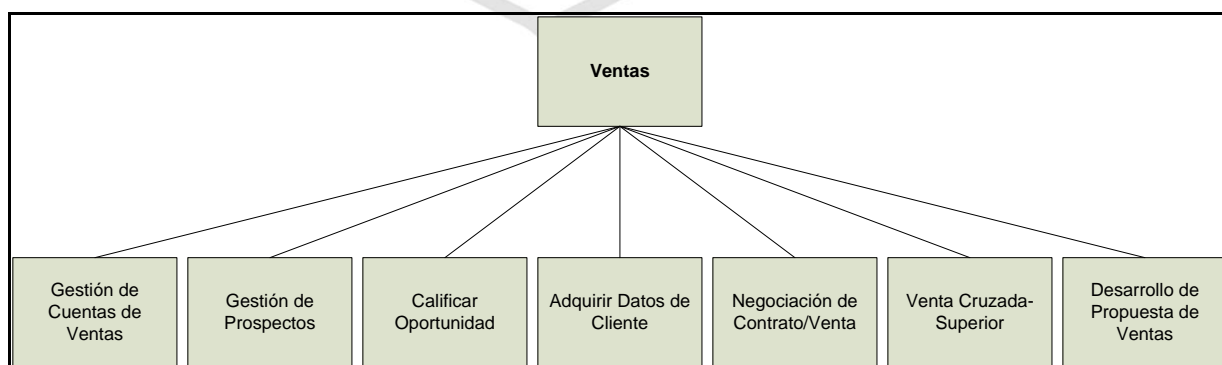 Ventas
Gestión de
Cuentas de
Ventas
Gestión de
Prospectos
Calificar
Oportunidad
Adquirir Datos de
Cliente
Negociación de
Contrato/Venta
Venta Cruzada-
Superior
Desarrollo de
Propuesta de
Ventas